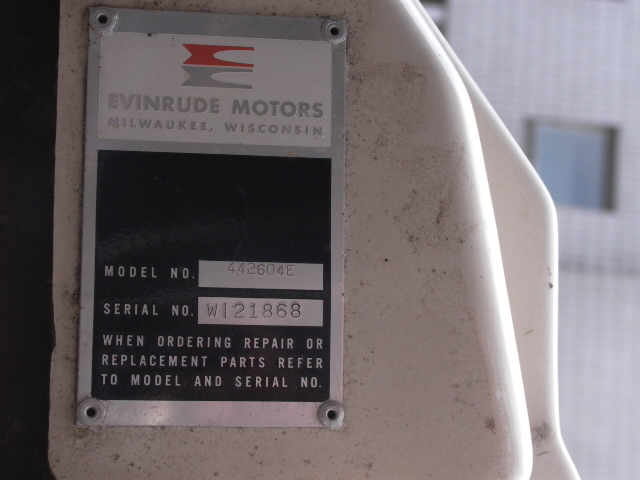 EVINRUDE MOTORS
MILWAUKEE, WISCONSIN
MODEL NO. 442604E
SERIAL NO. W121868
WHEN ORDERING REPAIR OR
REPLACEMENT PARTS REFER
TO MODEL AND SERIAL NO.